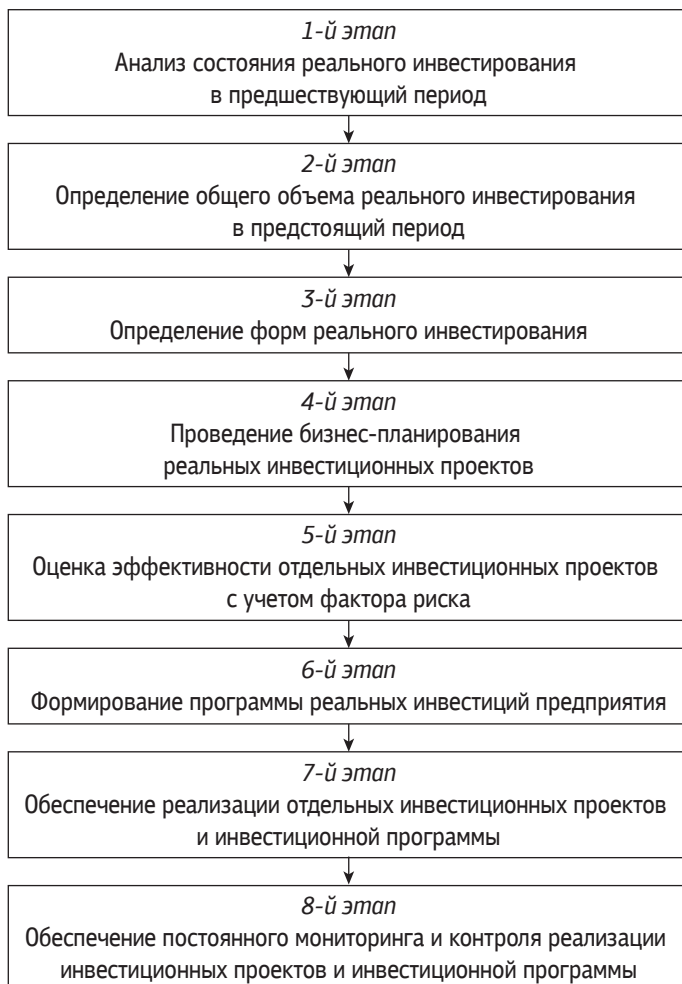 1-й этап
Анализ состояния реального инвестирования
в предшествующий период
2-й этап
Определение общего объема реального инвестирования
в предстоящий период
3-й этап
Определение форм реального инвестирования
4-й этап
Проведение бизнес-планирования
реальных инвестиционных проектов
5-й этап
Оценка эффективности отдельных инвестиционных проектов
с учетом фактора риска
6-й этап
Формирование программы реальных инвестиций предприятия
7-й этап
Обеспечение реализации отдельных инвестиционных проектов
и инвестиционной программы
8-й этап
Обеспечение постоянного мониторинга и контроля реализации
инвестиционных проектов и инвестиционной программы